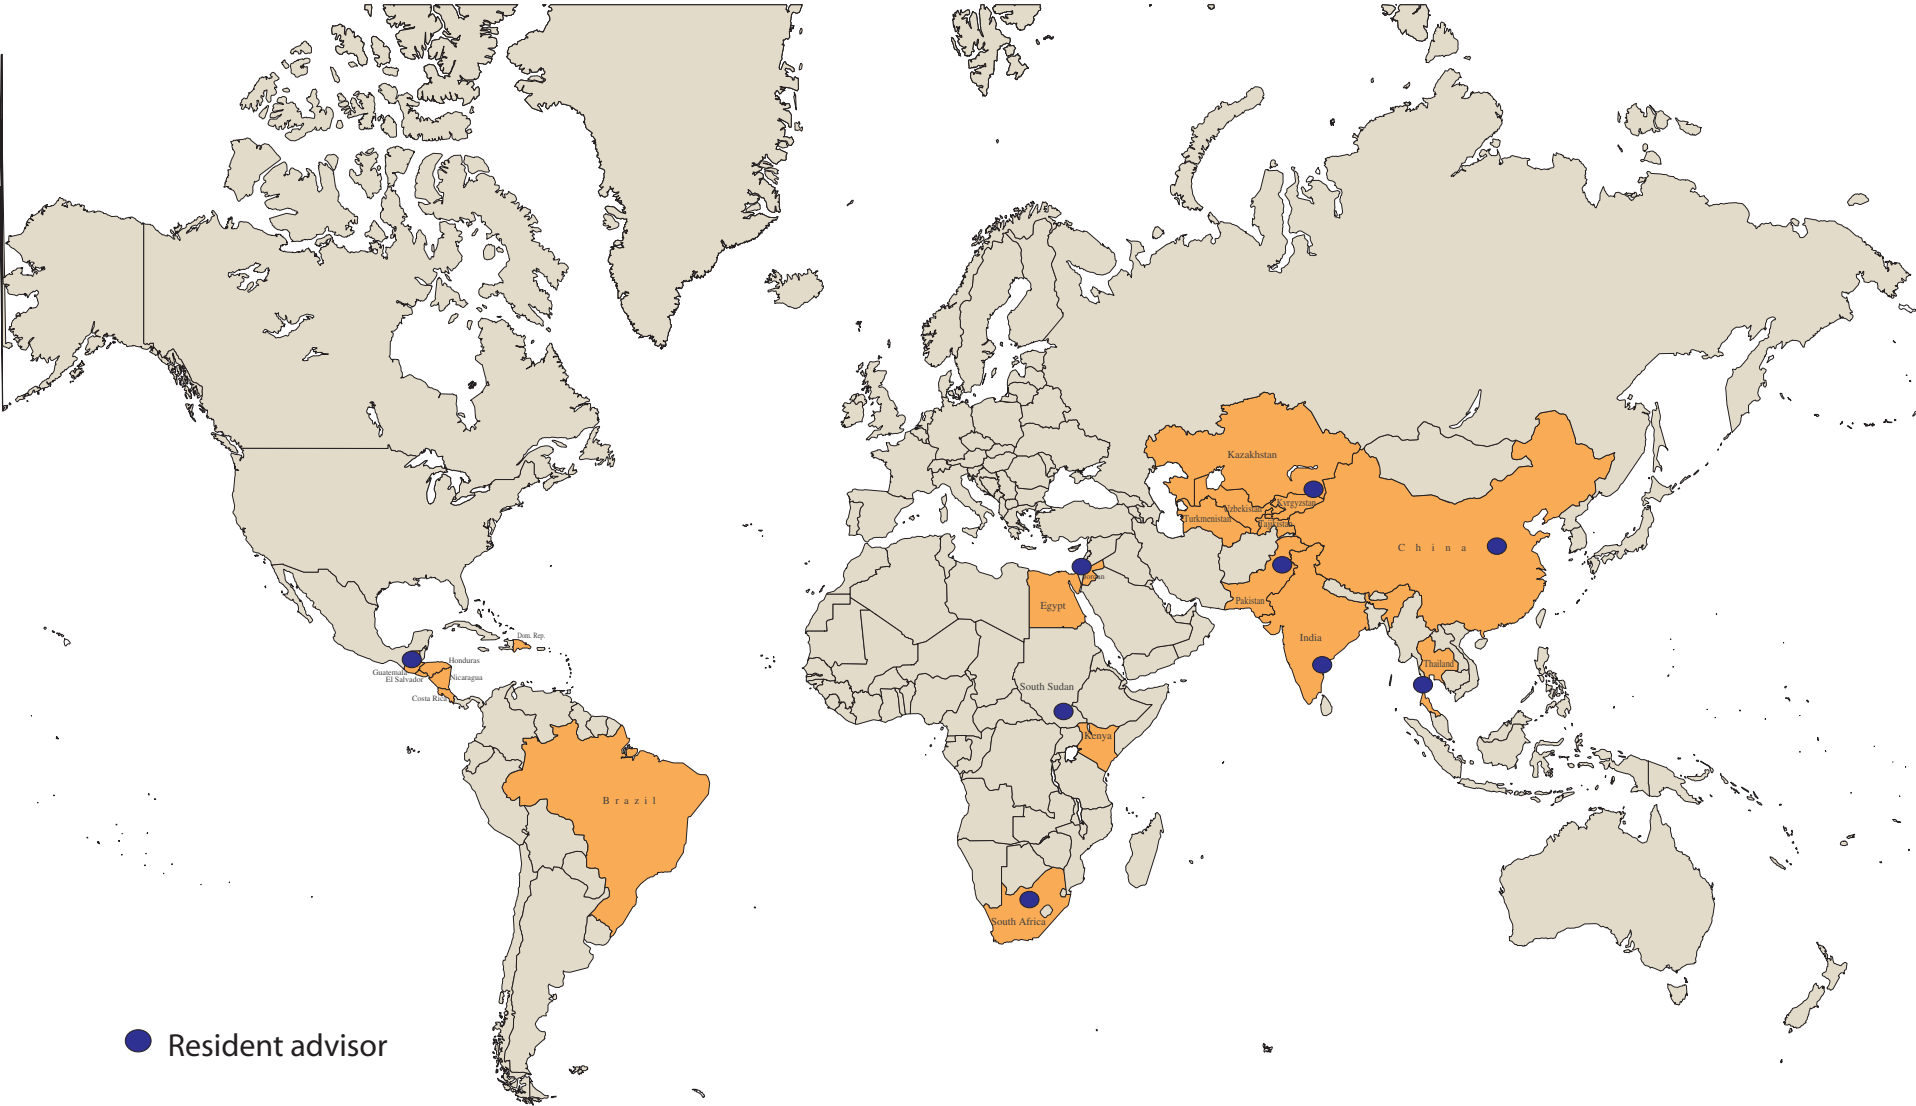 Kazakhstan
Kyrgyzstan
Uzbekistan
Turkmenistan
Tajikistan
C h i n a
Jordan
Egypt
Pakistan
India
Dom. Rep.
Honduras
Guatemala
El Salvador
Nicaragua
Costa Rica
Thailand
South Sudan
Kenya
B r a z i l
South Africa
Resident advisor